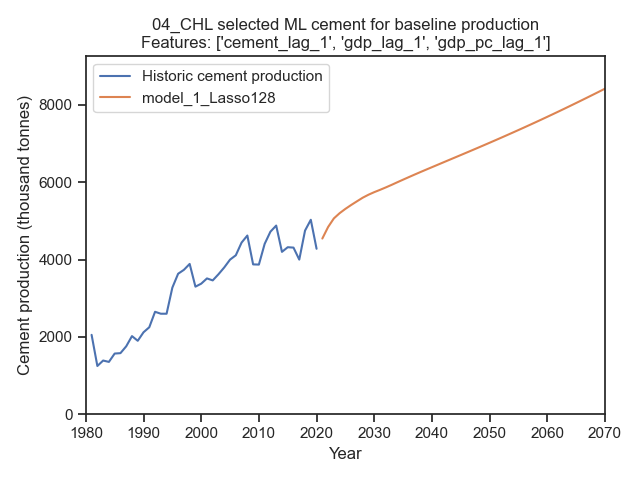 04_CHL selected ML cement for baseline production
Features: ['cement_lag_1', 'gdp_lag_1', 'gdp_pc_lag_1']
Historic cement production
model_1_Lasso128
Cement production (thousand tonnes)
8000
6000
4000
2000
0
1980 1990 2000 2010 2020 2030 2040 2050 2060 2070
Year